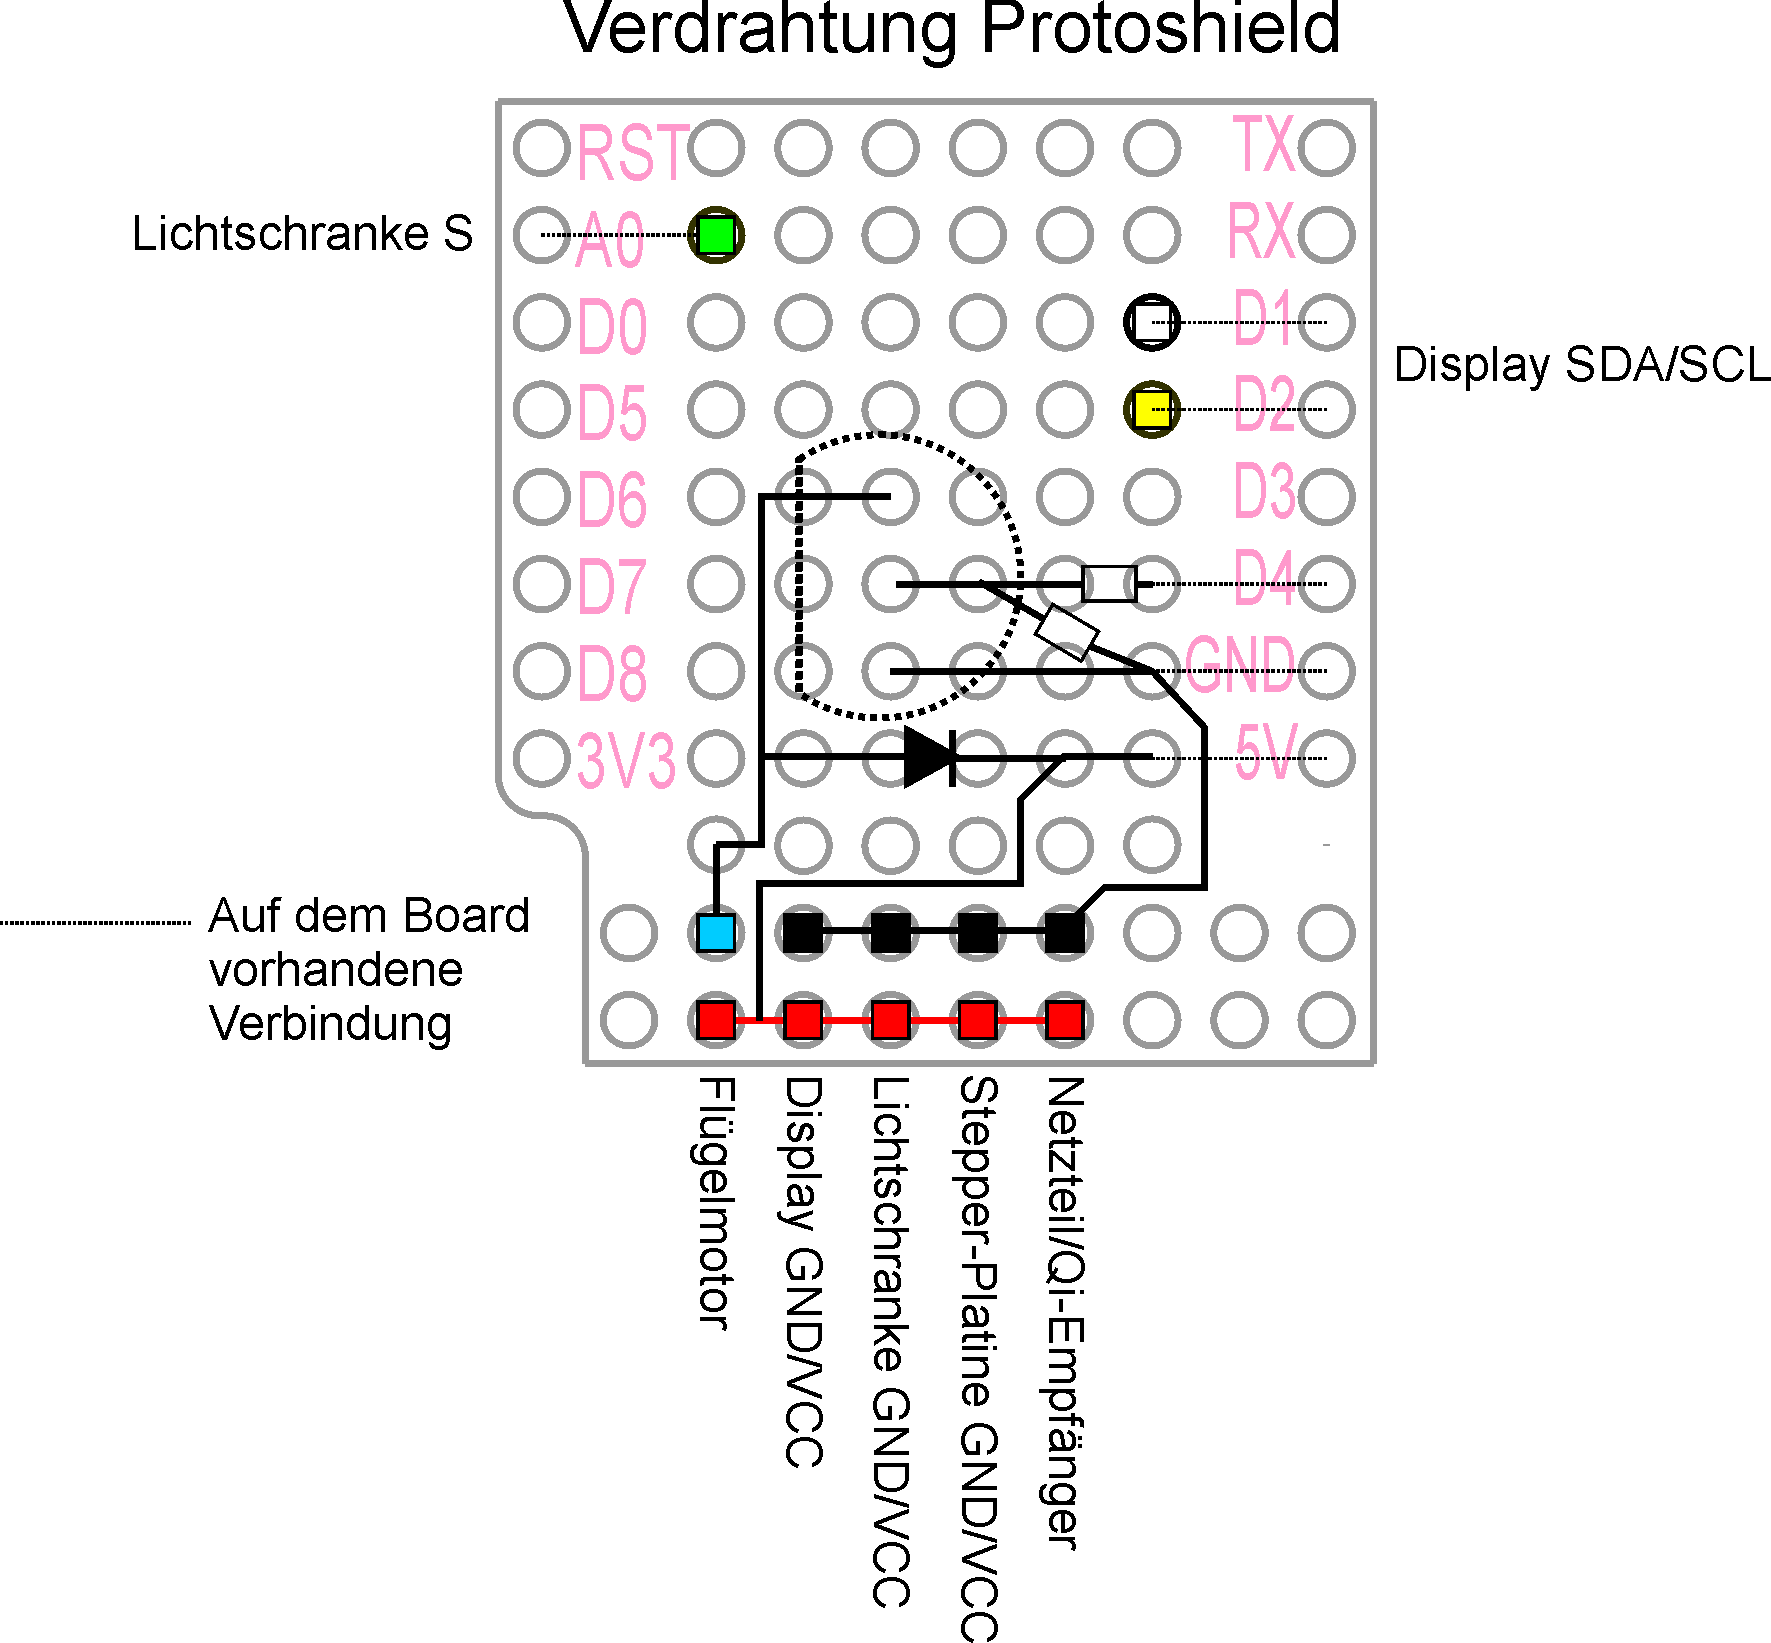 Verdrahtung Protoshield
RST
TX
Lichtschranke S
A0
RX
D0
D1
Display SDA/SCL
D5
D2
D6
D3
D7
D4
D8
GND
3V3
5V
Auf dem Board
vorhandene
Verbindung
Flügelmotor
Display GND/VCC
Lichtschranke GND/VCC
Stepper-Platine GND/VCC
Netzteil/Qi-Empfänger